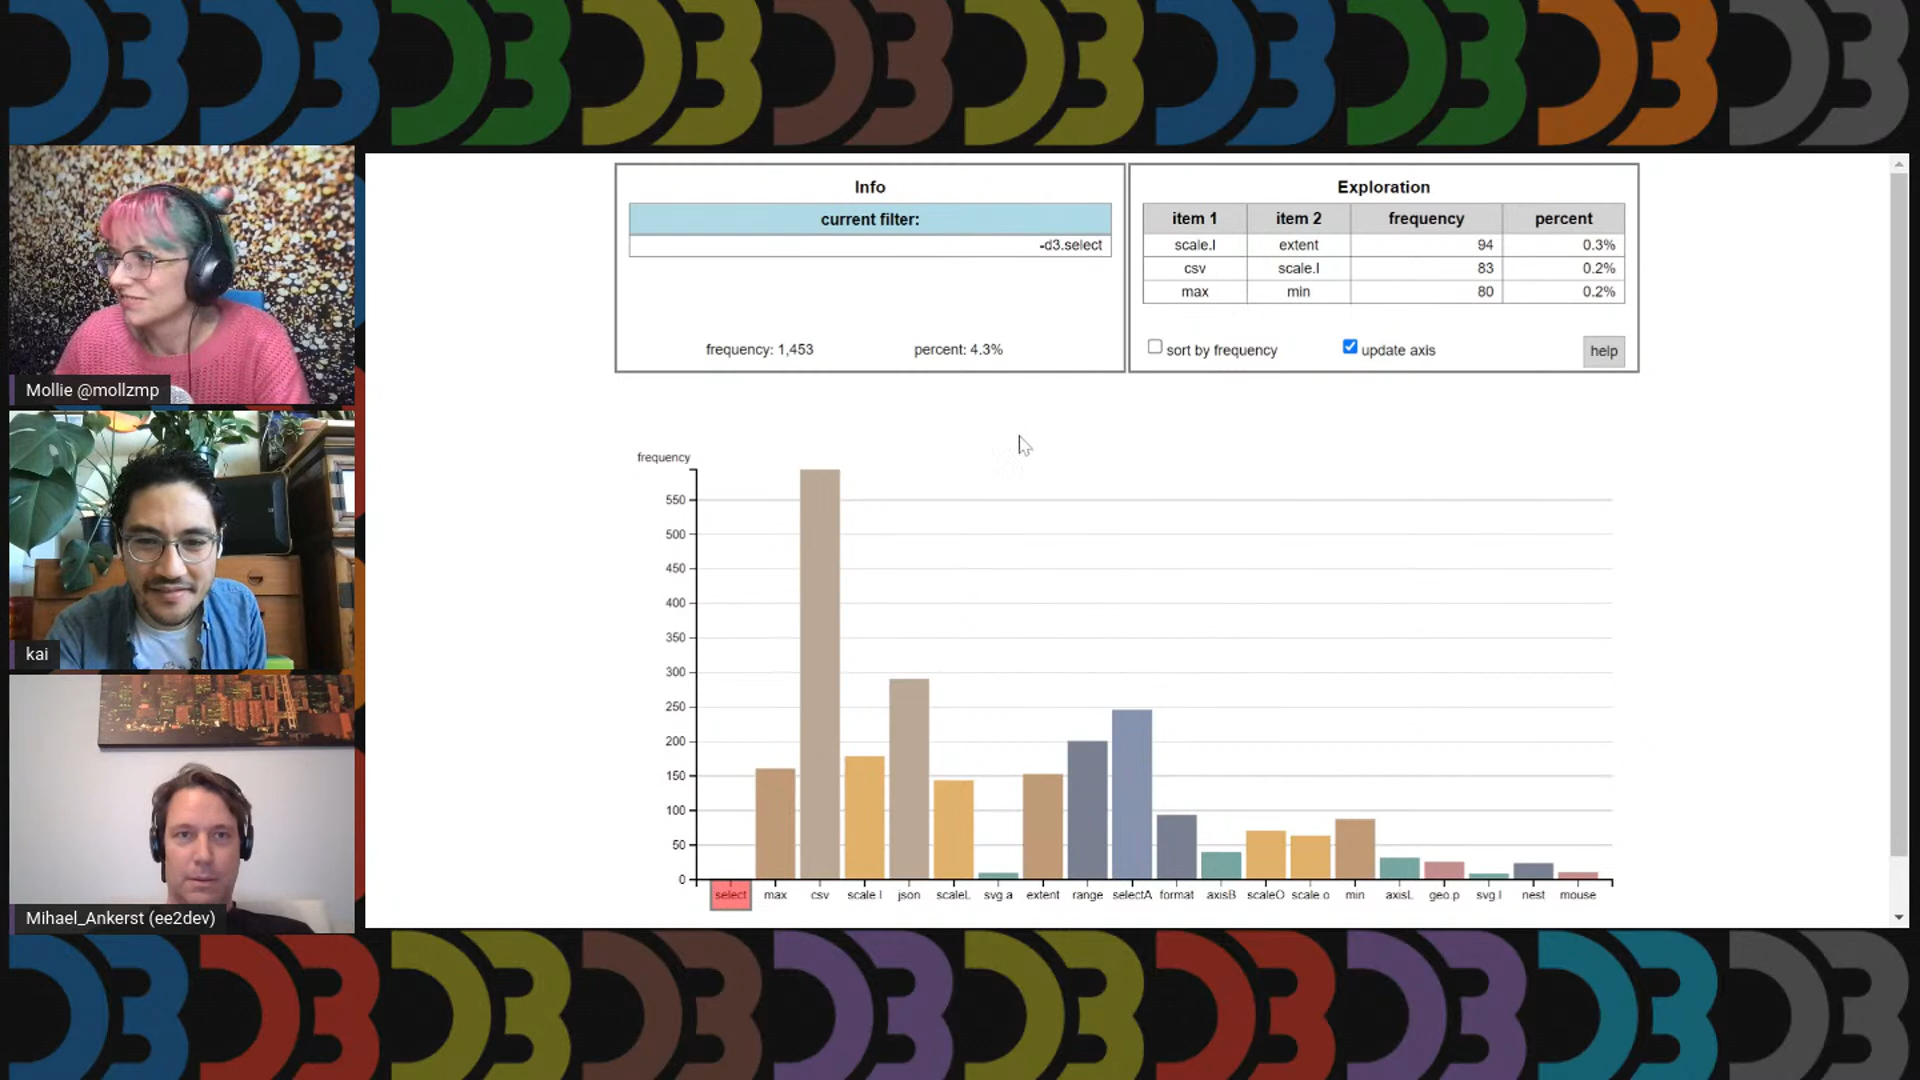 Mollie @mollzmp
kai
Mihael_Ankerst (ee2dev)
Info
current filter:
-d3.select
frequency: 1,453 percent: 4.3%
Exploration
item 1 item 2 frequency percent
scale.l extent 94 0.3%
csv scale.l 83 0.2%
max min 80 0.2%
sort by frequency update axis help
frequency
550
500
450
400
350
300
250
200
150
100
50
0
select max csv scale.l json scaleL svg.a extent range selectA format axisB scaleO scale.o min axisL geo.p svg.l nest mouse